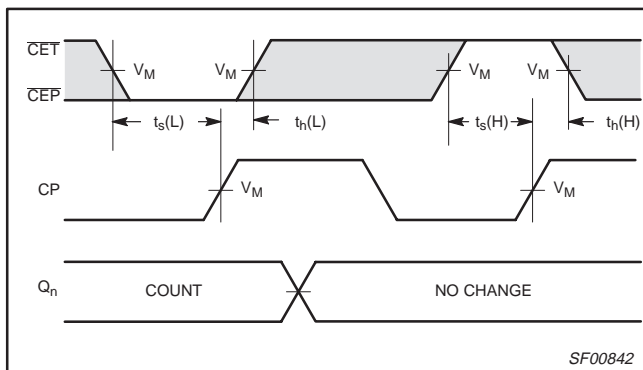 CET
V_M V_M V_M V_M
CEP
t_s(L) t_h(L) t_s(H) t_h(H)
CP V_M V_M
Q_n COUNT NO CHANGE
SF00842